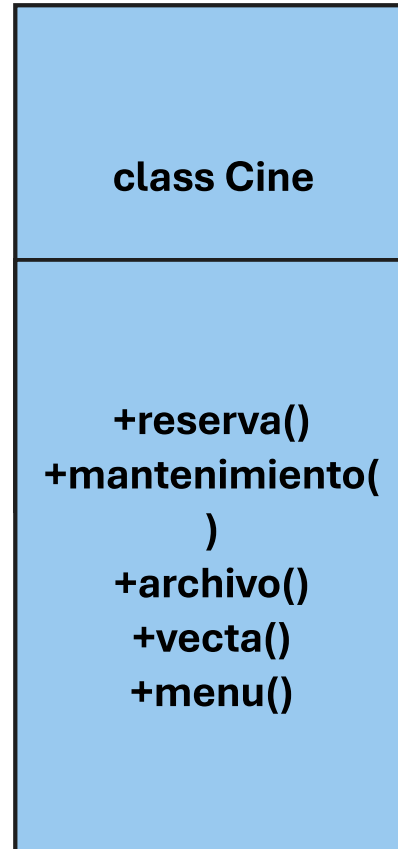 class Cine
+reserva()
+mantenimiento(
)
+archivo()
+vecta()
+menu()